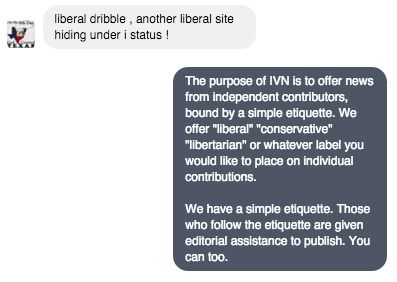 liberal dribble , another liberal site
hiding under i status !
TEXAS
The purpose of IVN is to offer news
from independent contributors,
bound by a simple etiquette. We
offer "liberal" "conservative"
"libertarian" or whatever label you
would like to place on individual
contributions.
We have a simple etiquette. Those
who follow the etiquette are given
editorial assistance to publish. You
can too.